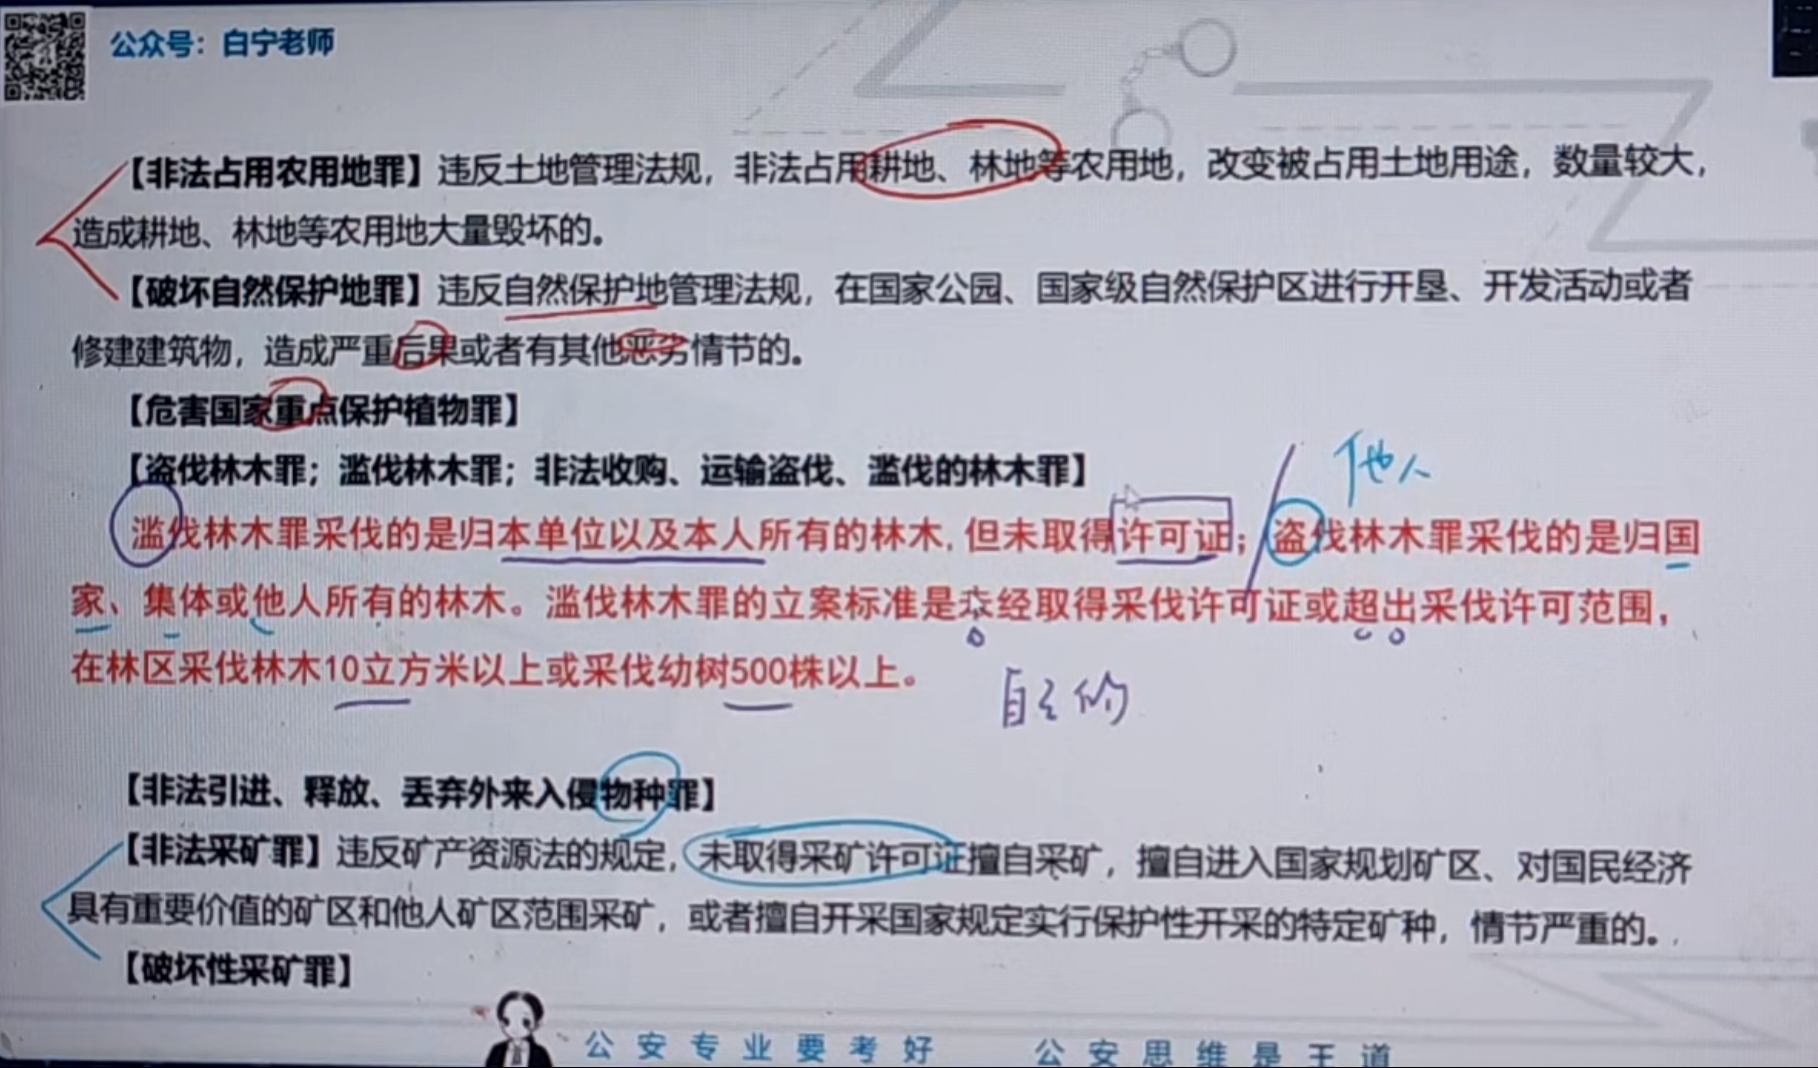 公众号：白宁老师
【非法占用农用地罪】违反土地管理法规，非法占用耕地、林地等农用地，改变被占用土地用途，数量较大，
造成耕地、林地等农用地大量毁坏的。
【破坏自然保护地罪】违反自然保护地管理法规，在国家公园、国家级自然保护区进行开垦、开发活动或者
修建建筑物，造成严重后果或者有其他恶劣情节的。
【危害国家重点保护植物罪】
【盗伐林木罪；滥伐林木罪；非法收购、运输盗伐、滥伐的林木罪】
他人
滥伐林木罪采伐的是归本单位以及本人所有的林木，但未取得许可证；盗伐林木罪采伐的是归国
家、集体或他人所有的林木。滥伐林木罪的立案标准是未经取得采伐许可证或超出采伐许可范围，
在林区采伐林木10立方米以上或采伐幼树500株以上。
自己的
【非法引进、释放、丢弃外来入侵物种罪】
【非法采矿罪】违反矿产资源法的规定，未取得采矿许可证擅自采矿，擅自进入国家规划矿区、对国民经济
具有重要价值的矿区和他人矿区范围采矿，或者擅自开采国家规定实行保护性开采的特定矿种，情节严重的。
【破坏性采矿罪】
公安专业要考好 公安思维是王道